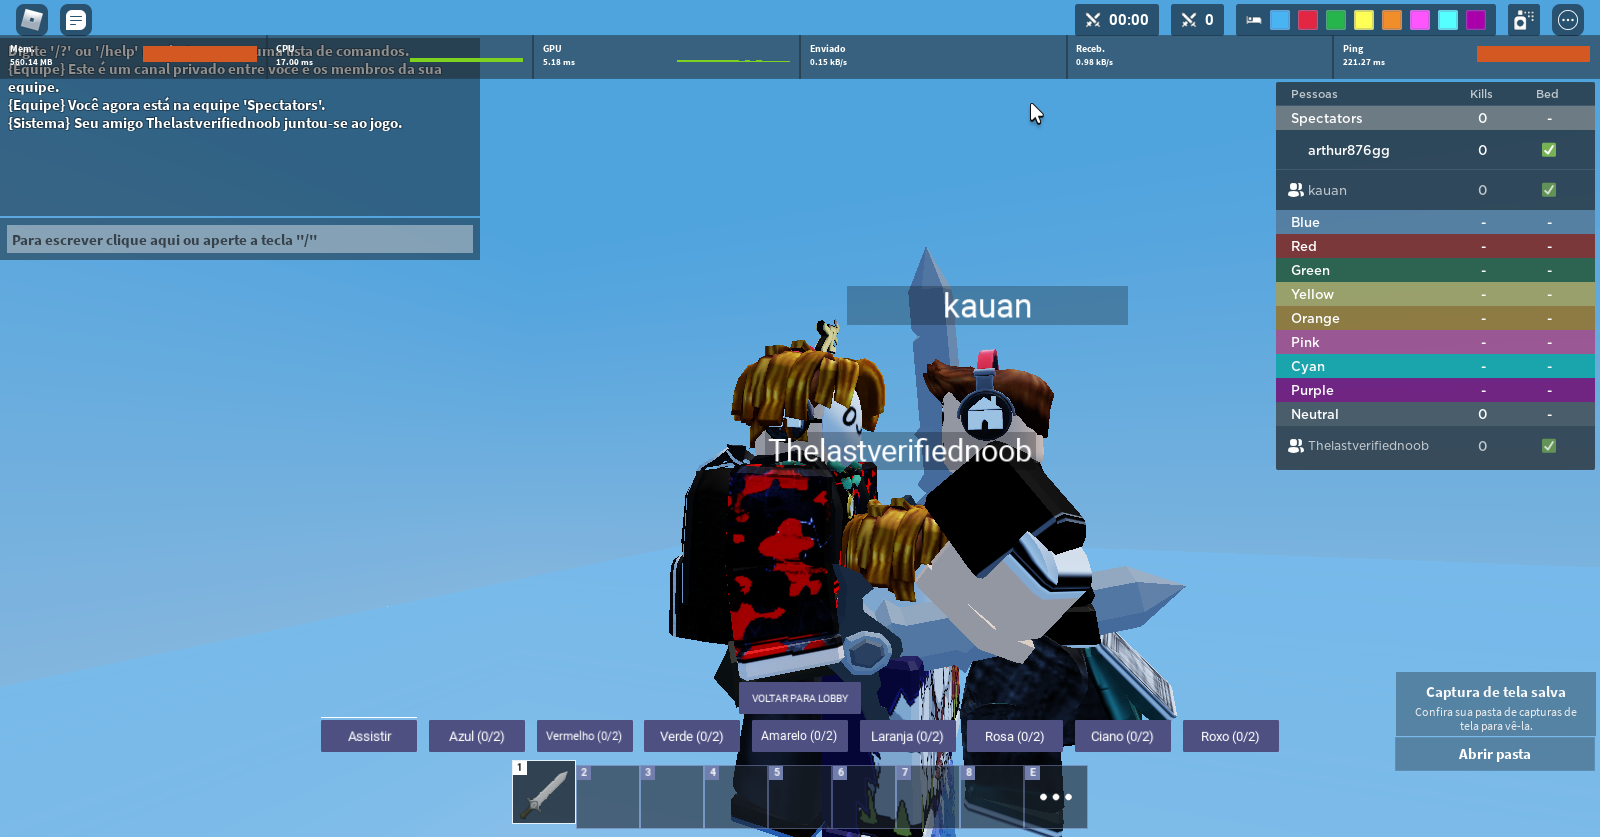 00:00
0
Mem.
560.14 MB
CPU
17.00 ms
GPU
5.18 ms
Enviado
0.15 kB/s
Receb.
0.98 kB/s
Ping
221.27 ms
Digite '/?' ou '/help' uma lista de comandos.
{Equipe} Este é um canal privado entre você e os membros da sua
equipe.
{Equipe} Você agora está na equipe 'Spectators'.
{Sistema} Seu amigo Thelastverifiednoob juntou-se ao jogo.
Para escrever clique aqui ou aperte a tecla "/"
Pessoas Kills Bed
Spectators 0 -
arthur876gg 0
kauan 0
Blue - -
Red - -
Green - -
Yellow - -
Orange - -
Pink - -
Cyan - -
Purple - -
Neutral 0 -
Thelastverifiednoob 0
kauan
Thelastverifiednoob
Captura de tela salva
Confira sua pasta de capturas de
tela para vê-la.
Abrir pasta
VOLTAR PARA LOBBY
Assistir Azul (0/2) Vermelho (0/2) Verde (0/2) Amarelo (0/2) Laranja (0/2) Rosa (0/2) Ciano (0/2) Roxo (0/2)
1 2 3 4 5 6 7 8 E